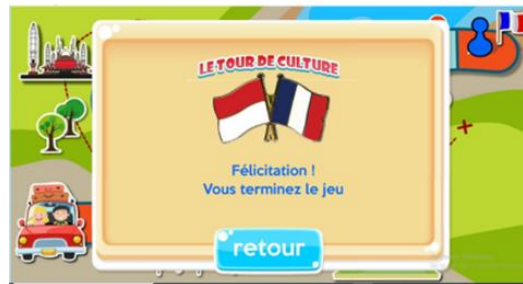 LE TOUR DE CULTURE
Félicitation !
Vous terminez le jeu
retour